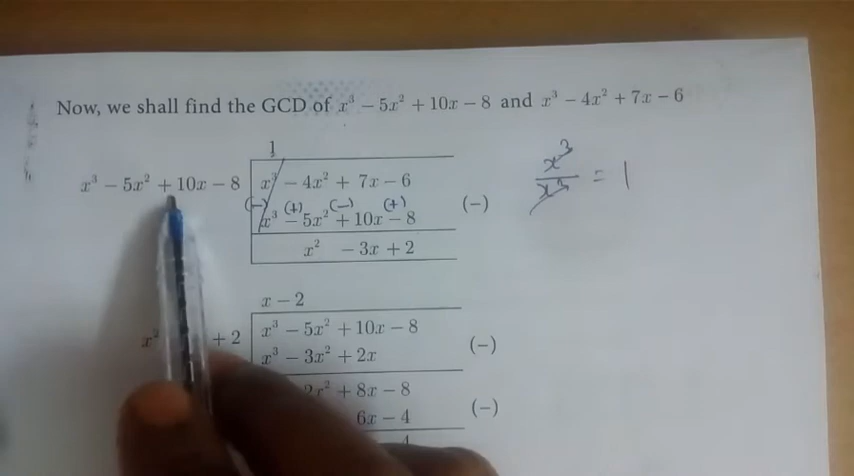 Now, we shall find the GCD of x³ − 5x² + 10x − 8 and x³ − 4x² + 7x − 6
1
x³ − 5x² + 10x − 8 x³ − 4x² + 7x − 6
(−) (+) (−) (+)
x³ − 5x² + 10x − 8 (−)
x² − 3x + 2
x³/x³ = 1
x − 2
x² + 2 x³ − 5x² + 10x − 8
x³ − 3x² + 2x (−)
2x² + 8x − 8
6x − 4 (−)